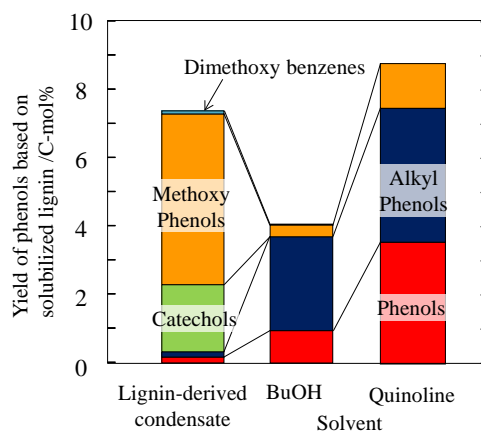 Yield of phenols based on
solubilized lignin /C-mol%
10
8
6
4
2
0
Dimethoxy benzenes
Methoxy
Phenols
Catechols
Alkyl
Phenols
Phenols
Lignin-derived
condensate
BuOH
Quinoline
Solvent